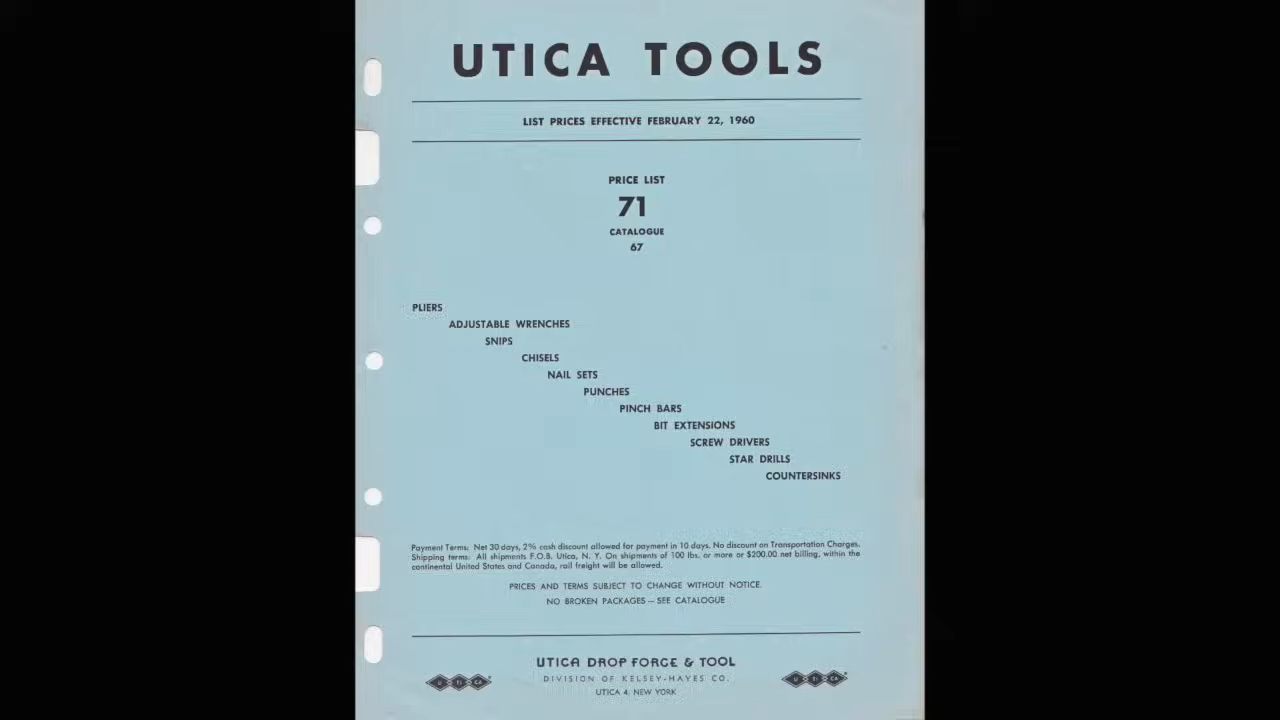 UTICA TOOLS
LIST PRICES EFFECTIVE FEBRUARY 22, 1960
PRICE LIST
71
CATALOGUE
67
PLIERS
ADJUSTABLE WRENCHES
SNIPS
CHISELS
NAIL SETS
PUNCHES
PINCH BARS
BIT EXTENSIONS
SCREW DRIVERS
STAR DRILLS
COUNTERSINKS
Payment Terms: Net 30 days, 2% cash discount allowed for payment in 10 days. No discount on Transportation Charges.
Shipping terms: All shipments F.O.B. Utica, N. Y. On shipments of 100 lbs. or more or $200.00 net billing, within the
continental United States and Canada, rail freight will be allowed.
PRICES AND TERMS SUBJECT TO CHANGE WITHOUT NOTICE.
NO BROKEN PACKAGES — SEE CATALOGUE
UTICA DROP FORGE & TOOL
DIVISION OF KELSEY-HAYES CO.
UTICA 4, NEW YORK
U TI CA
U TI CA